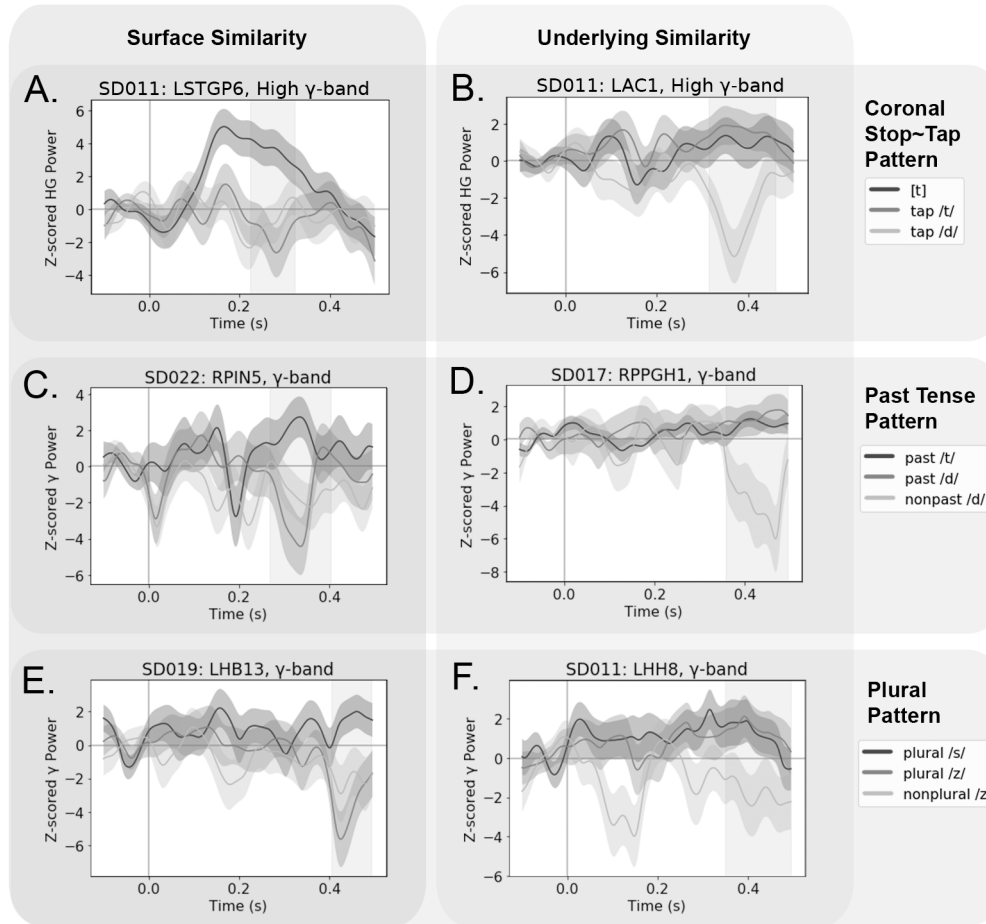 Surface Similarity
Underlying Similarity
A.
SD011: LSTGP6, High γ-band
Z-scored HG Power
6
4
2
0
−2
−4
0.0 0.2 0.4
Time (s)
B.
SD011: LAC1, High γ-band
Z-scored HG Power
2
0
−2
−4
−6
0.0 0.2 0.4
Time (s)
Coronal
Stop~Tap
Pattern
[t]
tap /t/
tap /d/
C.
SD022: RPIN5, γ-band
Z-scored γ Power
4
2
0
−2
−4
−6
0.0 0.2 0.4
Time (s)
D.
SD017: RPPGH1, γ-band
Z-scored γ Power
2
0
−2
−4
−6
−8
0.0 0.2 0.4
Time (s)
Past Tense
Pattern
past /t/
past /d/
nonpast /d/
E.
SD019: LHB13, γ-band
Z-scored γ Power
2
0
−2
−4
−6
0.0 0.2 0.4
Time (s)
F.
SD011: LHH8, γ-band
Z-scored γ Power
2
0
−2
−4
−6
0.0 0.2 0.4
Time (s)
Plural
Pattern
plural /s/
plural /z/
nonplural /z